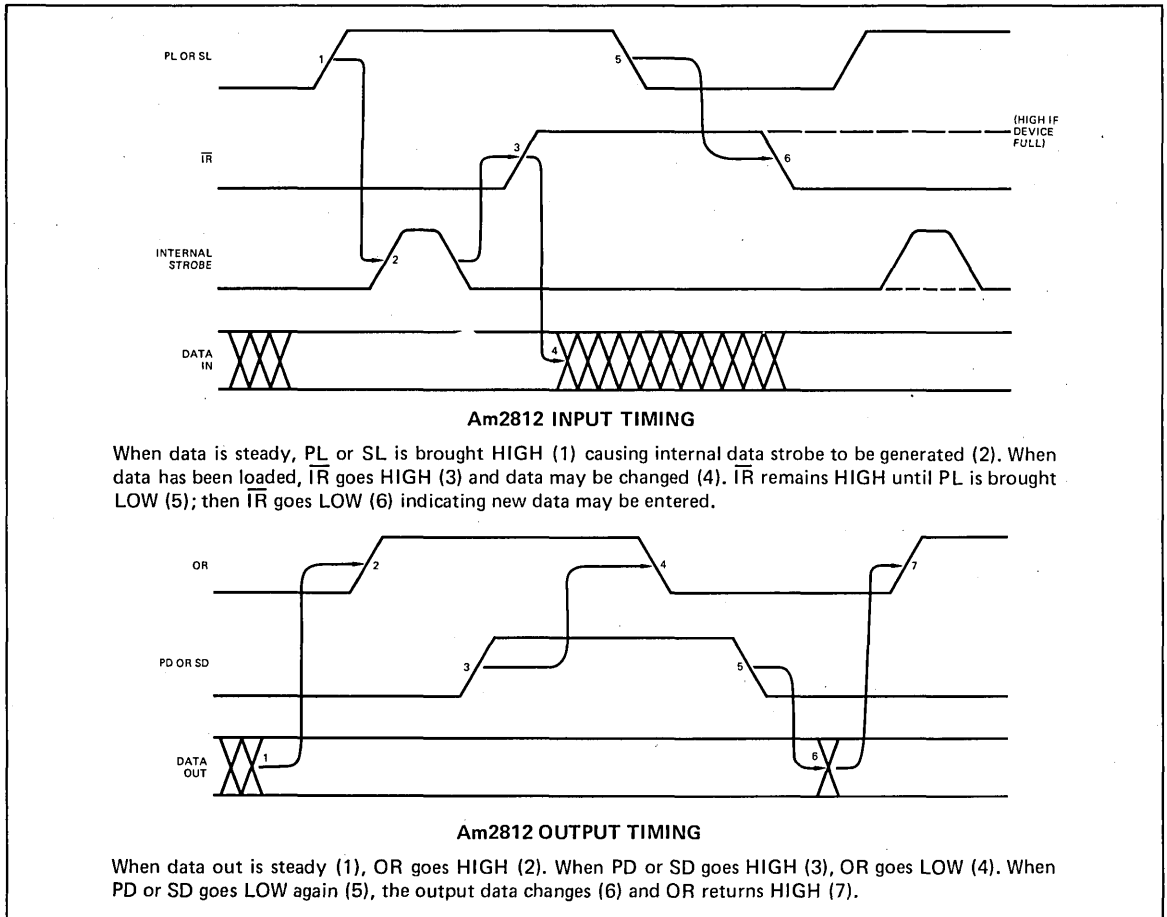 PL OR SL
1
5
(HIGH IF
DEVICE
FULL)
IR
3
6
INTERNAL
STROBE
2
DATA
IN
4
Am2812 INPUT TIMING
When data is steady, PL or SL is brought HIGH (1) causing internal data strobe to be generated (2). When
data has been loaded, IR goes HIGH (3) and data may be changed (4). IR remains HIGH until PL is brought
LOW (5); then IR goes LOW (6) indicating new data may be entered.
OR
2
4
7
PD OR SD
3
5
DATA
OUT
1
6
Am2812 OUTPUT TIMING
When data out is steady (1), OR goes HIGH (2). When PD or SD goes HIGH (3), OR goes LOW (4). When
PD or SD goes LOW again (5), the output data changes (6) and OR returns HIGH (7).